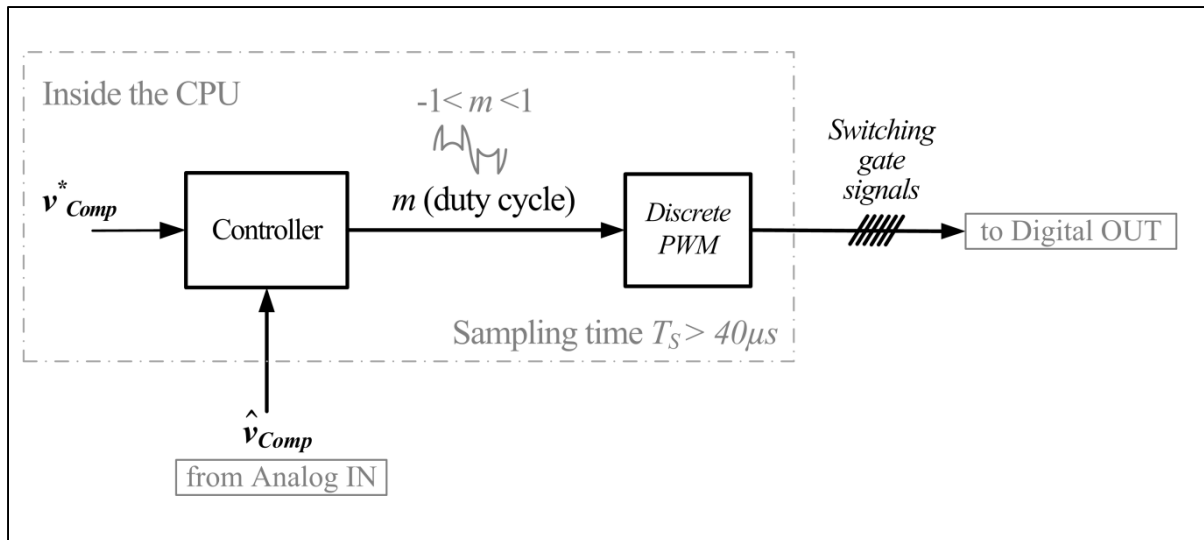 Inside the CPU
-1< m <1
Switching
gate
signals
v*Comp
Controller
m (duty cycle)
Discrete
PWM
to Digital OUT
Sampling time TS > 40μs
v̂Comp
from Analog IN